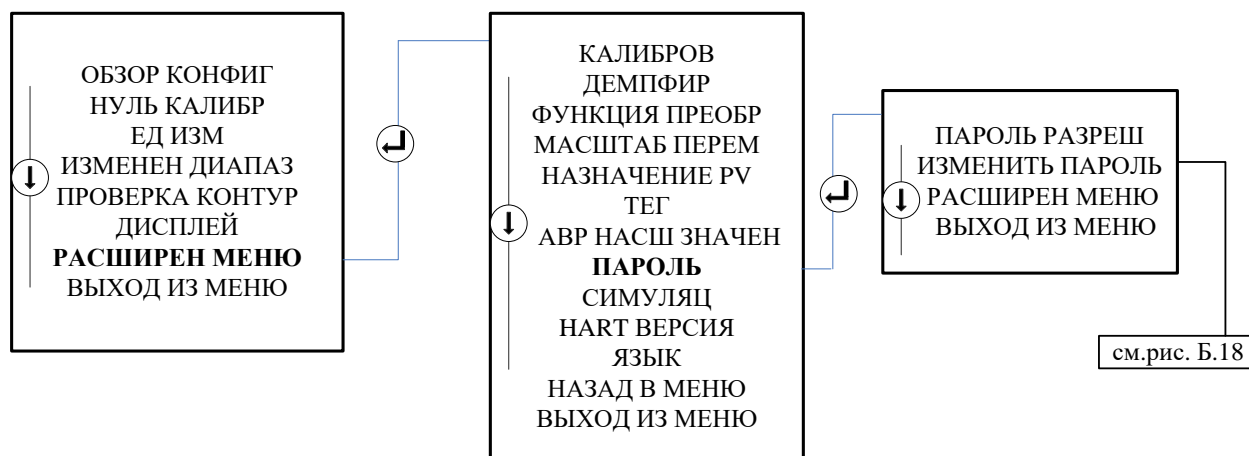 ОБЗОР КОНФИГ
НУЛЬ КАЛИБР
ЕД ИЗМ
ИЗМЕНЕН ДИАПАЗ
ПРОВЕРКА КОНТУР
ДИСПЛЕЙ
РАСШИРЕН МЕНЮ
ВЫХОД ИЗ МЕНЮ
КАЛИБРОВ
ДЕМПФИР
ФУНКЦИЯ ПРЕОБР
МАСШТАБ ПЕРЕМ
НАЗНАЧЕНИЕ PV
ТЕГ
АВР НАСШ ЗНАЧЕН
ПАРОЛЬ
СИМУЛЯЦ
HART ВЕРСИЯ
ЯЗЫК
НАЗАД В МЕНЮ
ВЫХОД ИЗ МЕНЮ
ПАРОЛЬ РАЗРЕШ
ИЗМЕНИТЬ ПАРОЛЬ
РАСШИРЕН МЕНЮ
ВЫХОД ИЗ МЕНЮ
см.рис. Б.18